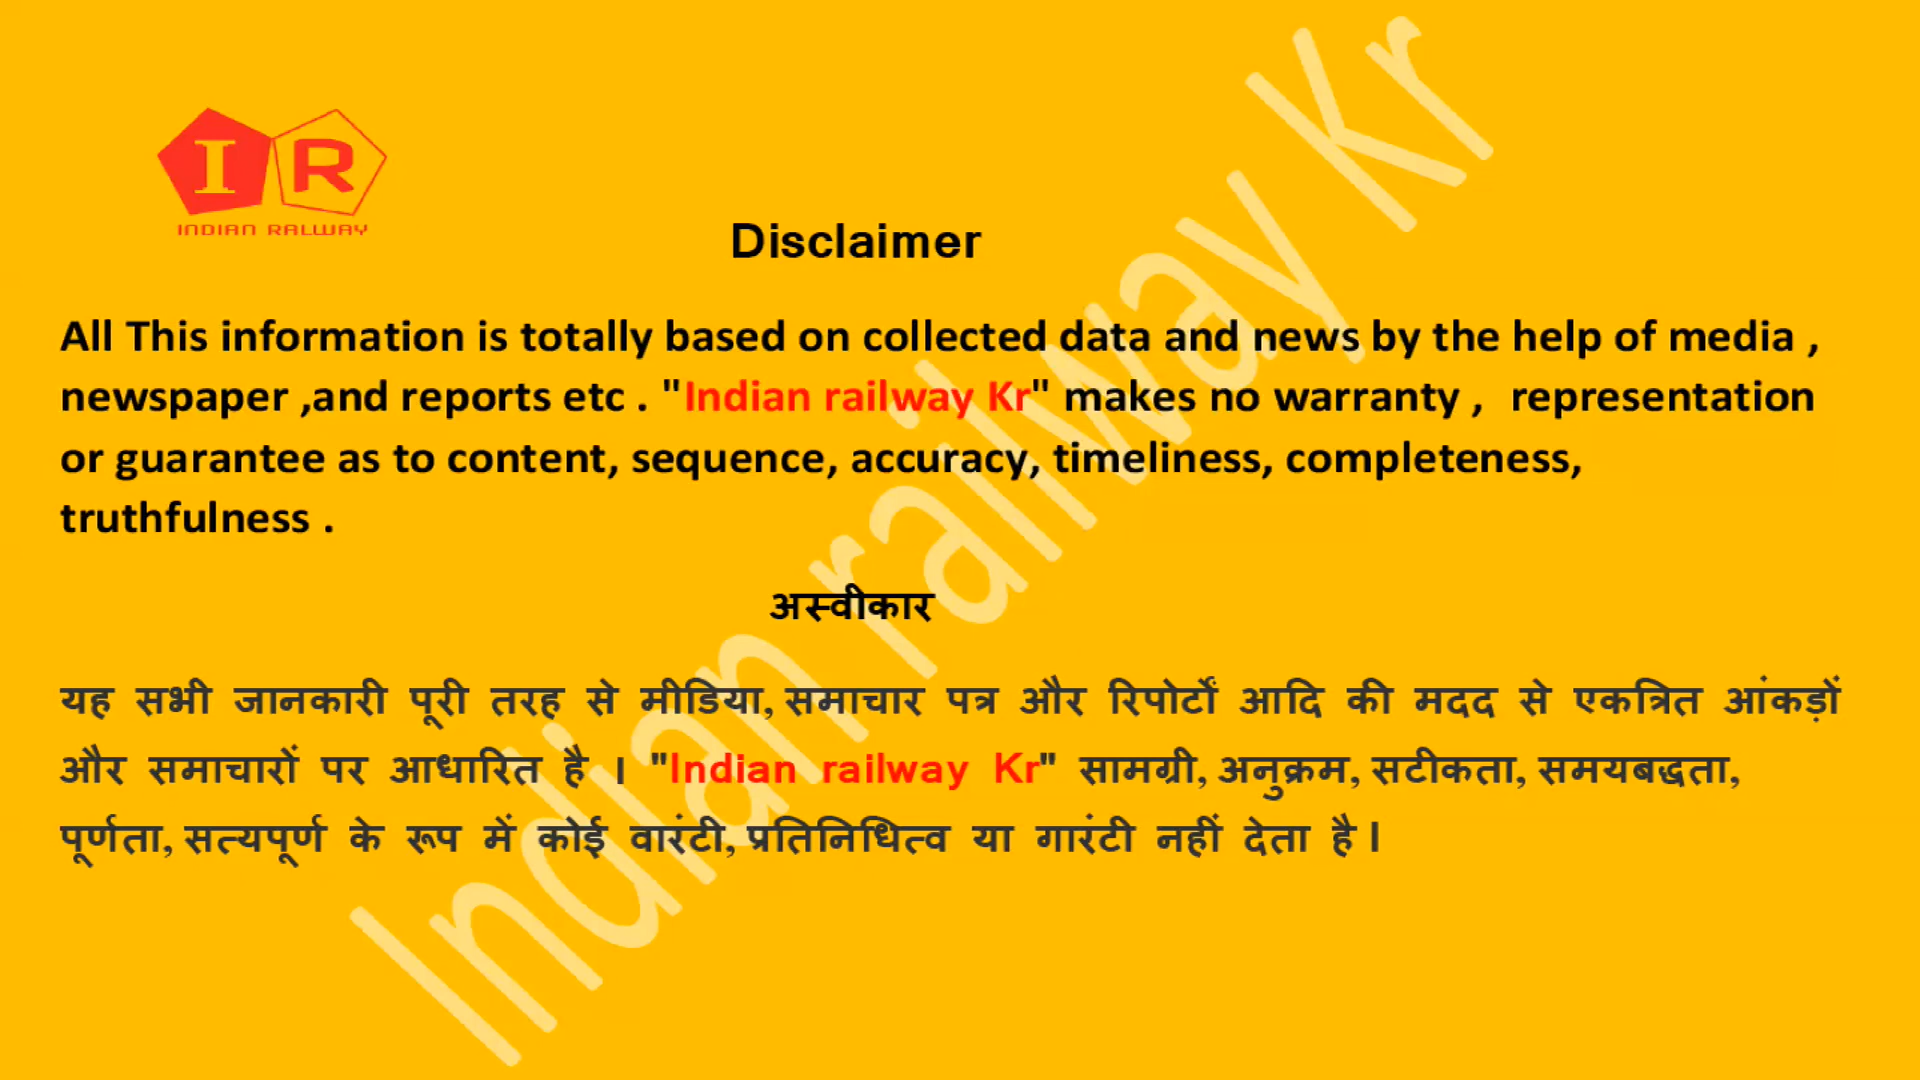 I R
INDIAN RALWAY
Disclaimer
All This information is totally based on collected data and news by the help of media ,
newspaper ,and reports etc . "Indian railway Kr" makes no warranty , representation
or guarantee as to content, sequence, accuracy, timeliness, completeness,
truthfulness .
अस्वीकार
यह सभी जानकारी पूरी तरह से मीडिया, समाचार पत्र और रिपोर्टों आदि की मदद से एकत्रित आंकड़ों
और समाचारों पर आधारित है । "Indian railway Kr" सामग्री, अनुक्रम, सटीकता, समयबद्धता,
पूर्णता, सत्यपूर्ण के रूप में कोई वारंटी, प्रतिनिधित्व या गारंटी नहीं देता है।
Indian railway Kr